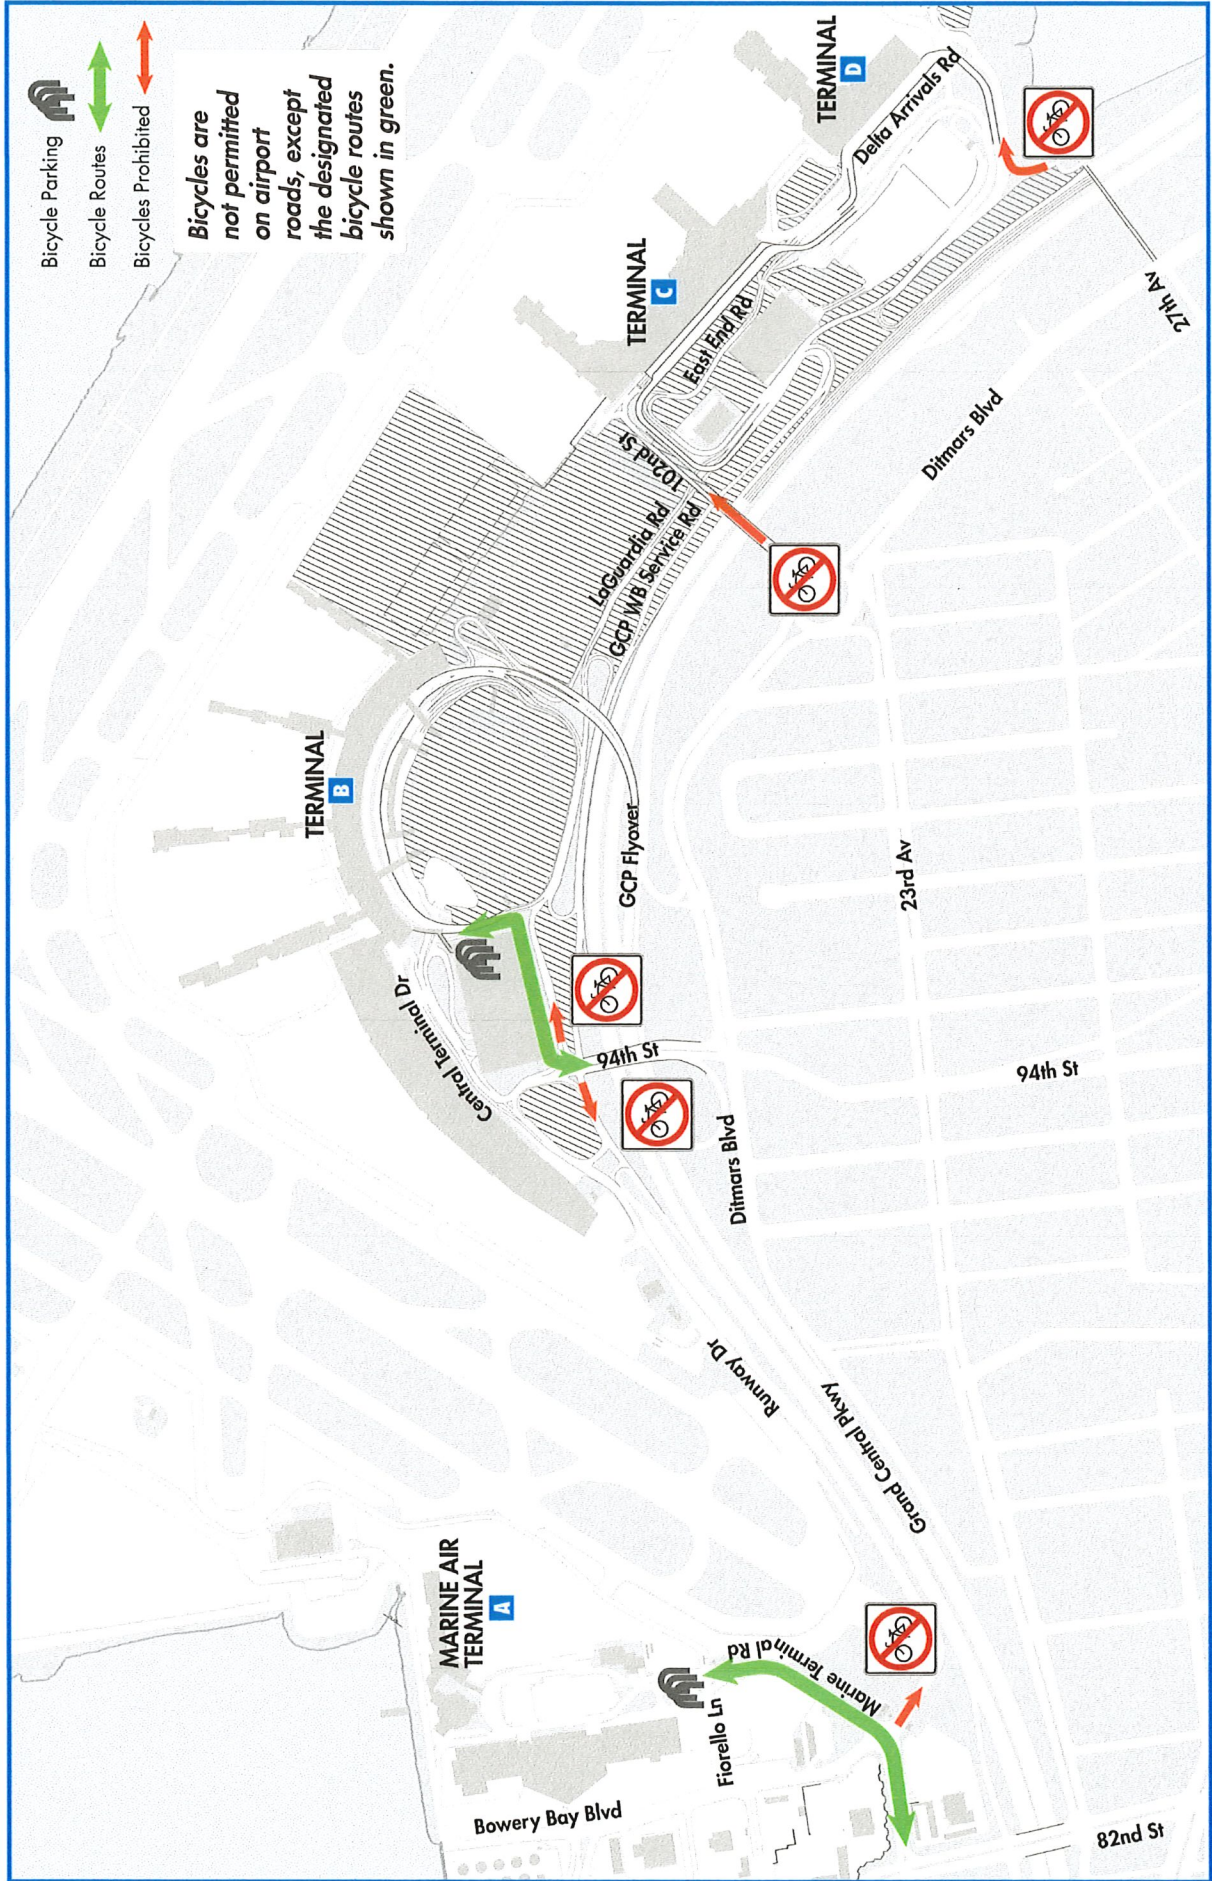 Bicycle Parking
Bicycle Routes
Bicycles Prohibited
Bicycles are
not permitted
on airport
roads, except
the designated
bicycle routes
shown in green.
MARINE AIR
TERMINAL
A
TERMINAL
B
TERMINAL
C
TERMINAL
D
Bowery Bay Blvd
Fiorello Ln
Marine Terminal Rd
82nd St
Runway Dr
Grand Central Pkwy
Central Terminal Dr
94th St
Ditmars Blvd
94th St
GCP Flyover
23rd Av
LaGuardia Rd
GCP WB Service Rd
102nd St
East End Rd
Delta Arrivals Rd
Ditmars Blvd
27th Av